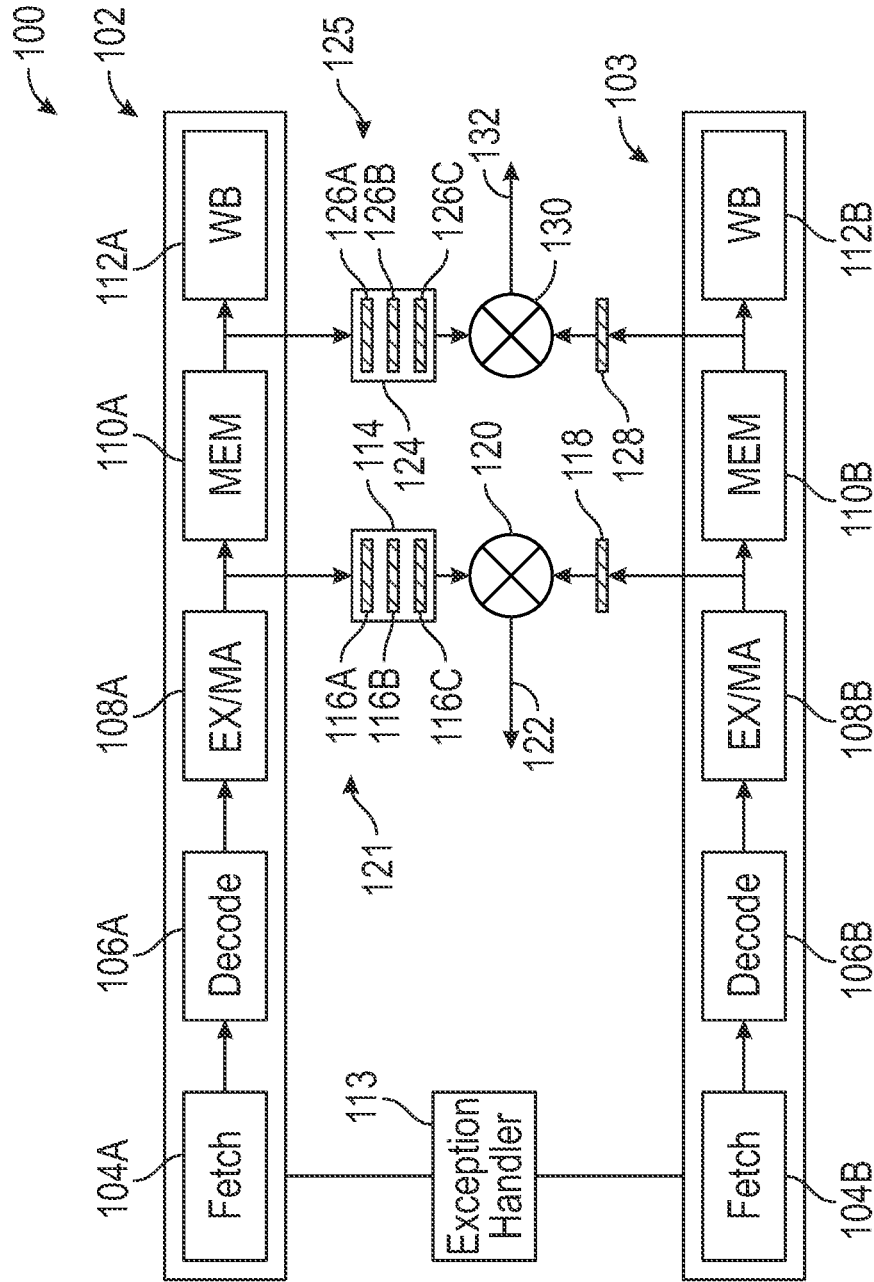 100
102
104A
106A
108A
110A
112A
Fetch
Decode
EX/MA
MEM
WB
125
126A
126B
126C
116A
116B
116C
114
124
121
113
Exception
Handler
120
122
130
132
118
128
103
Fetch
Decode
EX/MA
MEM
WB
104B
106B
108B
110B
112B